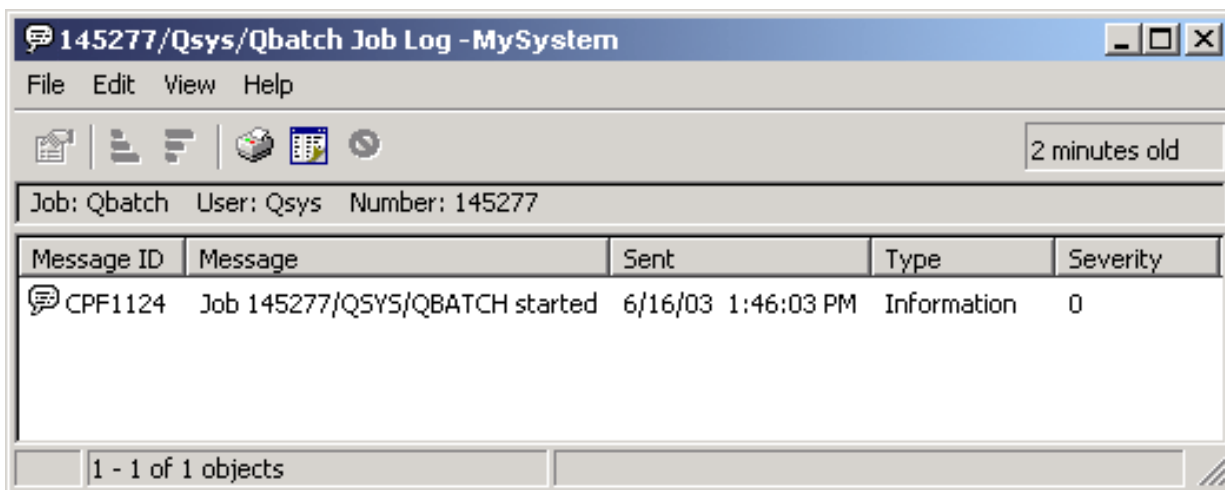 145277/Qsys/Qbatch Job Log -MySystem
File Edit View Help
2 minutes old
Job: Qbatch User: Qsys Number: 145277
Message ID Message Sent Type Severity
CPF1124 Job 145277/QSYS/QBATCH started 6/16/03 1:46:03 PM Information 0
1 - 1 of 1 objects